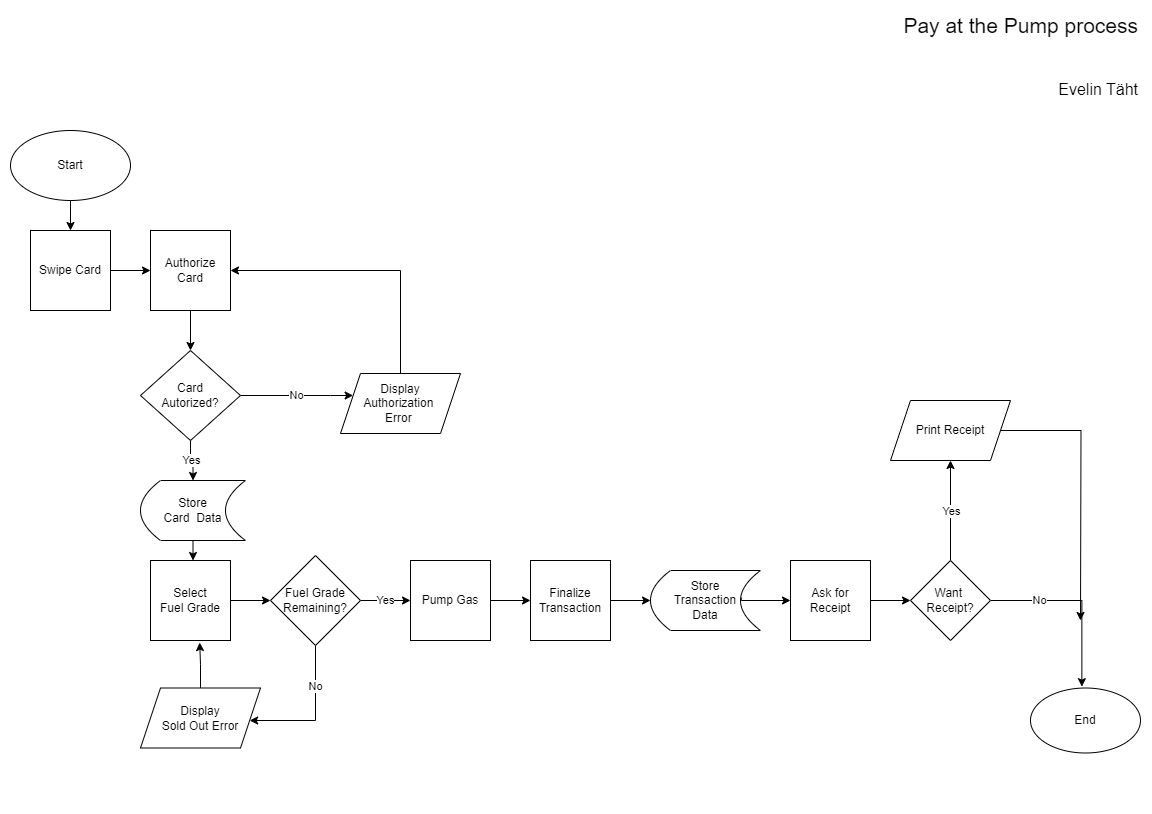 Pay at the Pump process
Evelin Täht
Start
Swipe Card
Authorize
Card
Card
Autorized?
No
Display
Authorization
Error
Yes
Store
Card  Data
Select
Fuel Grade
Fuel Grade
Remaining?
Yes
No
Display
Sold Out Error
Pump Gas
Finalize
Transaction
Store
Transaction
Data
Ask for
Receipt
Want
Receipt?
Yes
Print Receipt
No
End